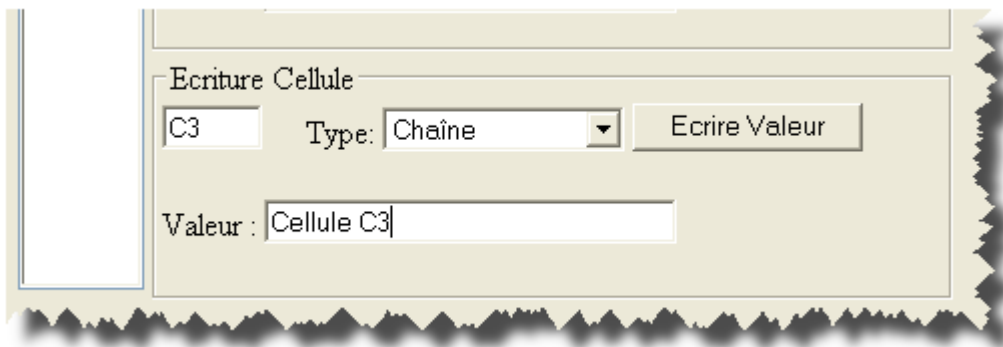 Ecriture Cellule
C3 Type: Chaîne Ecrire Valeur
Valeur : Cellule C3